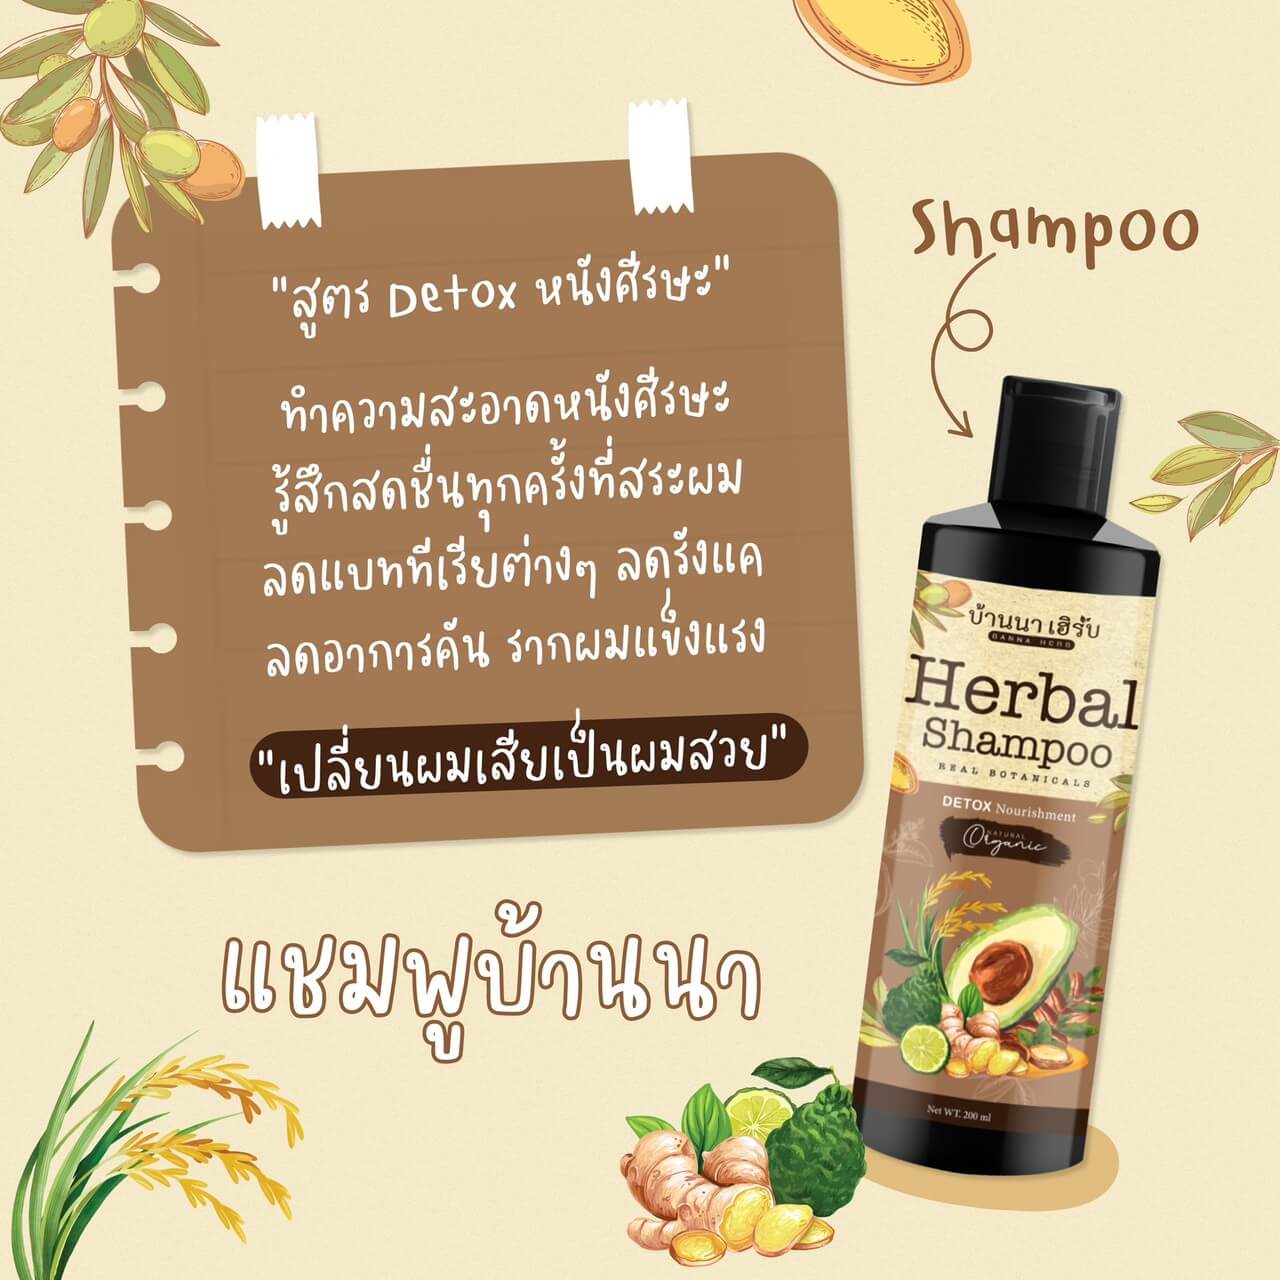 "สูตร Detox หนังศีรษะ"
ทำความสะอาดหนังศีรษะ
รู้สึกสดชื่นทุกครั้งที่สระผม
ลดแบททีเรียต่างๆ ลดรังแค
ลดอาการคัน รากผมแข็งแรง
"เปลี่ยนผมเสียเป็นผมสวย"
แชมพูบ้านนา
Shampoo
บ้านนา เฮิร์บ
BANNA HERB
Herbal
Shampoo
REAL BOTANICALS
DETOX Nourishment
NATURAL
Organic
Net WT. 200 ml